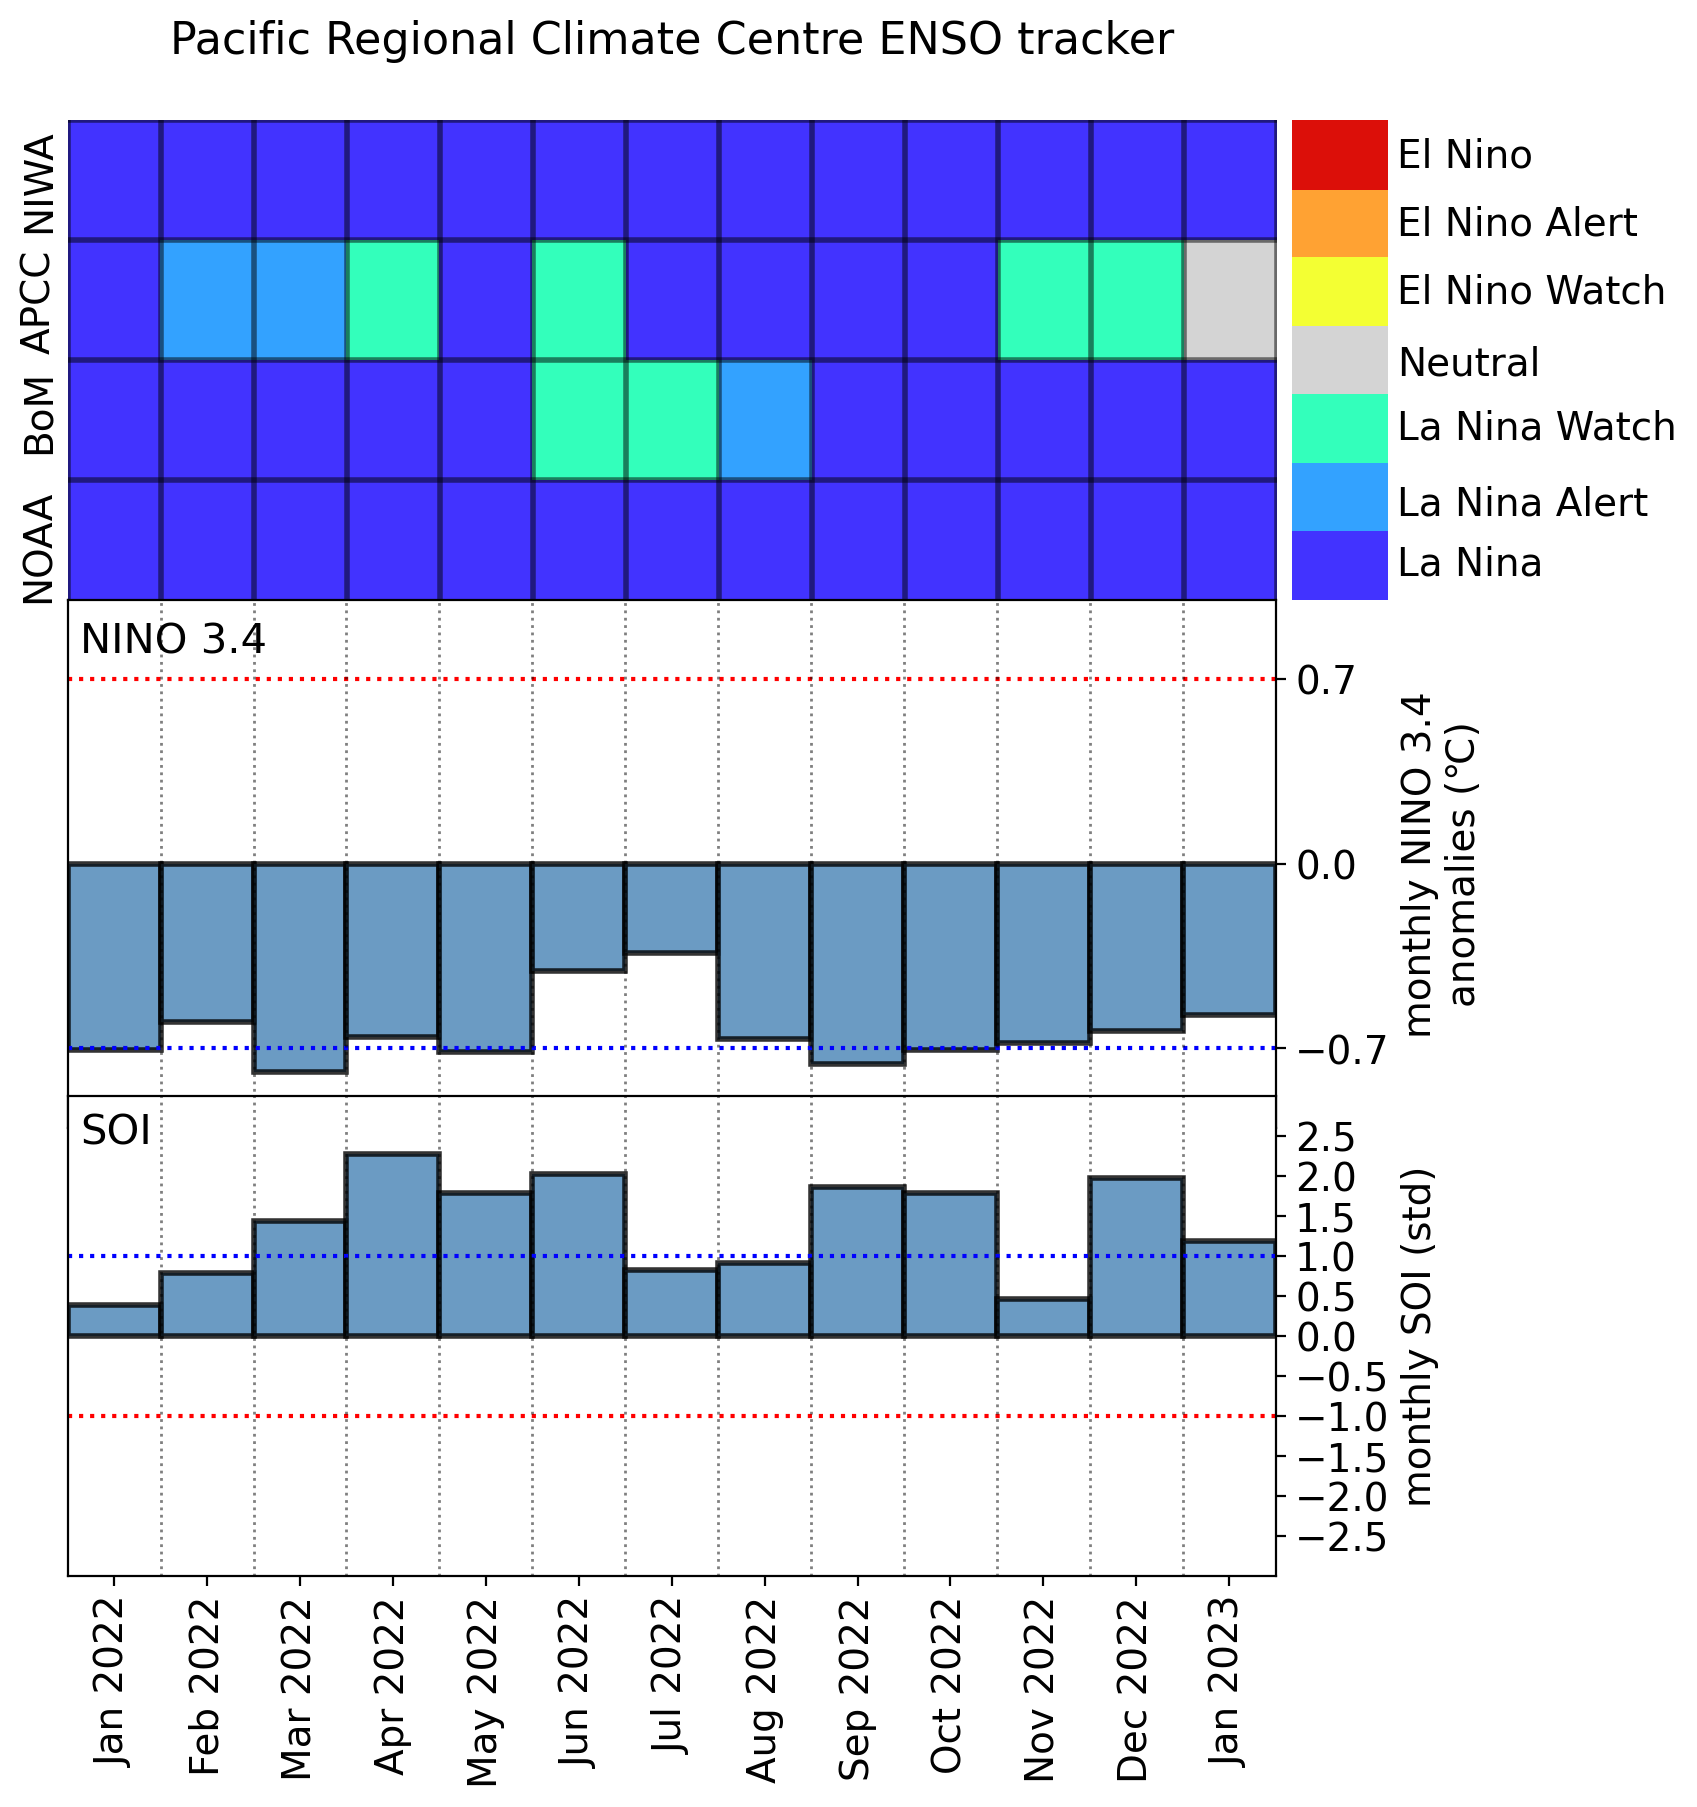 Pacific Regional Climate Centre ENSO tracker
NIWA
APCC
BoM
NOAA
El Nino
El Nino Alert
El Nino Watch
Neutral
La Nina Watch
La Nina Alert
La Nina
NINO 3.4
0.7
0.0
−0.7
monthly NINO 3.4
anomalies (°C)
SOI
2.5
2.0
1.5
1.0
0.5
0.0
−0.5
−1.0
−1.5
−2.0
−2.5
monthly SOI (std)
Jan 2022
Feb 2022
Mar 2022
Apr 2022
May 2022
Jun 2022
Jul 2022
Aug 2022
Sep 2022
Oct 2022
Nov 2022
Dec 2022
Jan 2023